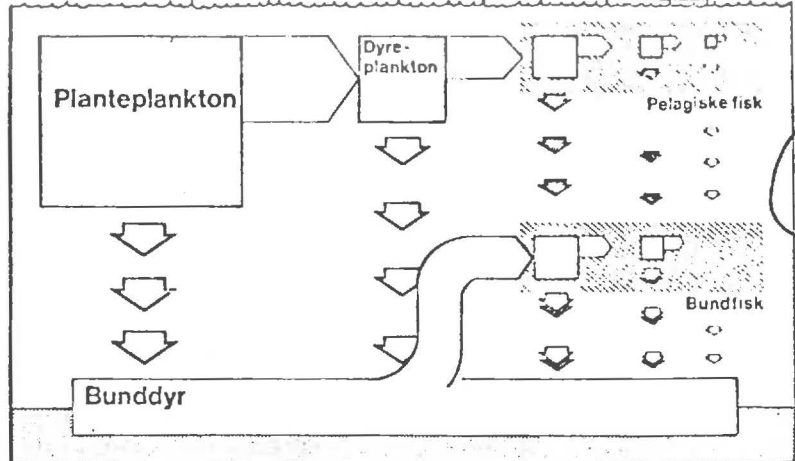 Planteplankton
Dyre-
plankton
Pelagiske fisk
Bundfisk
Bunddyr